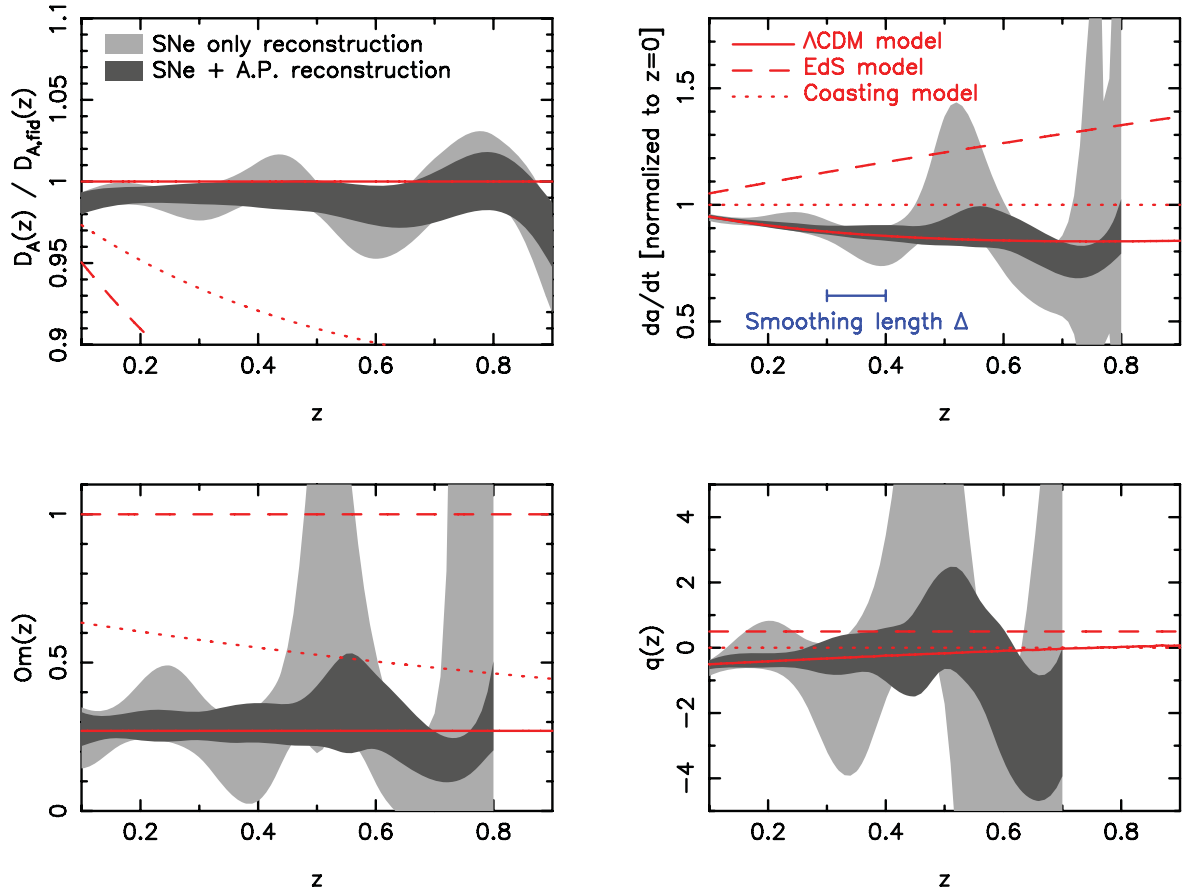 SNe only reconstruction
SNe + A.P. reconstruction
D_A(z) / D_A,fid(z)
1.1
1.05
1
0.95
0.9
0.2 0.4 0.6 0.8
z
ΛCDM model
EdS model
Coasting model
Smoothing length Δ
da/dt [normalized to z=0]
1.5
1
0.5
0.2 0.4 0.6 0.8
z
Om(z)
1
0.5
0
0.2 0.4 0.6 0.8
z
q(z)
4
2
0
−2
−4
0.2 0.4 0.6 0.8
z